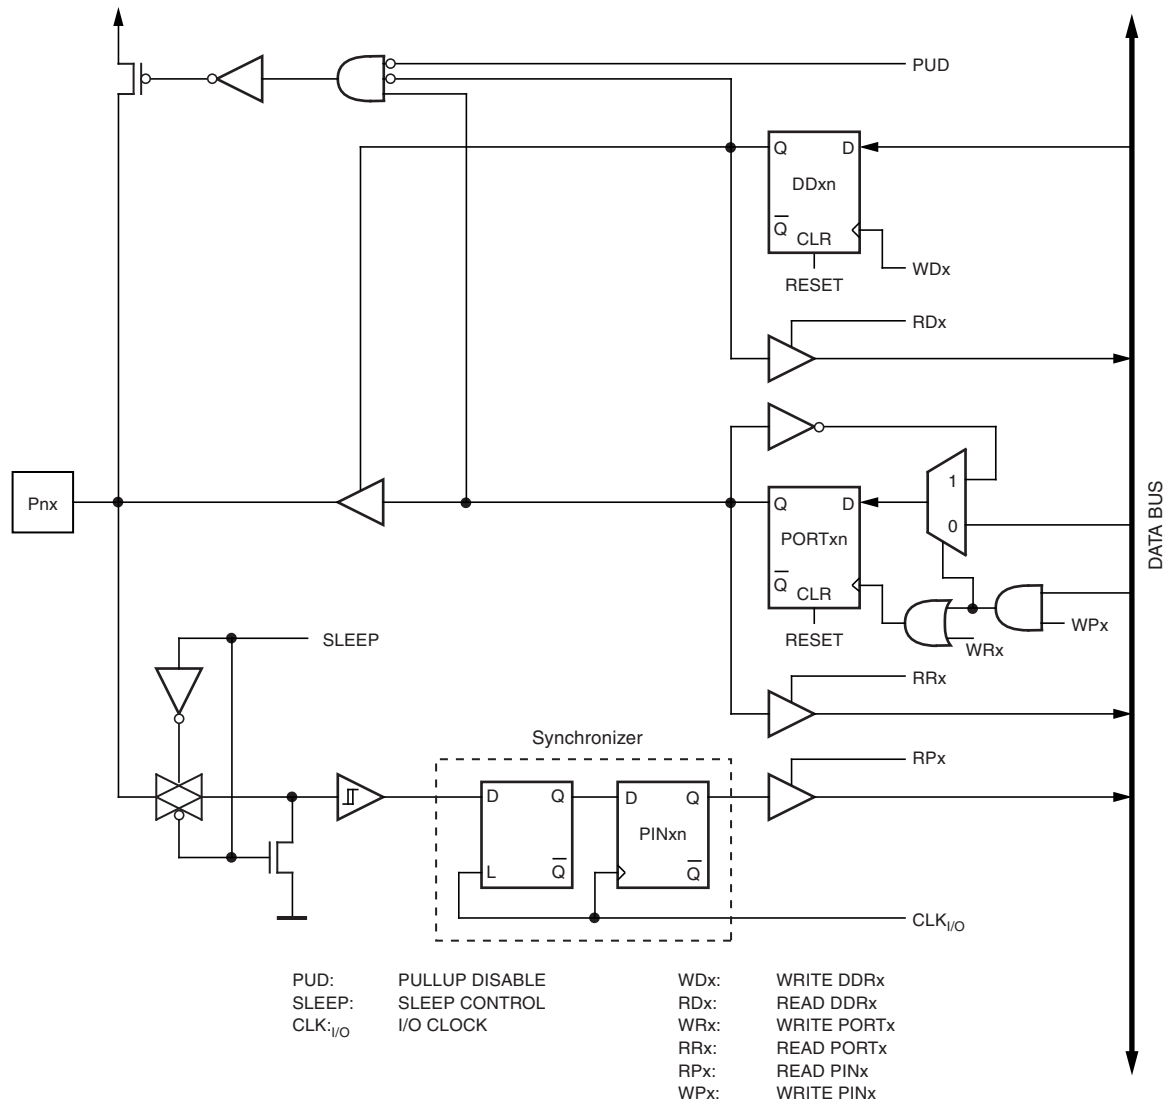 PUD
Q D
DDxn
Q
CLR
RESET
WDx
RDx
Pnx
1
0
Q D
PORTxn
Q
CLR
RESET
WPx
WRx
DATA BUS
SLEEP
RRx
Synchronizer
RPx
D Q
L Q
D Q
PINxn
Q
CLKI/O
PUD: PULLUP DISABLE
SLEEP: SLEEP CONTROL
CLK:I/O I/O CLOCK
WDx: WRITE DDRx
RDx: READ DDRx
WRx: WRITE PORTx
RRx: READ PORTx
RPx: READ PINx
WPx: WRITE PINx